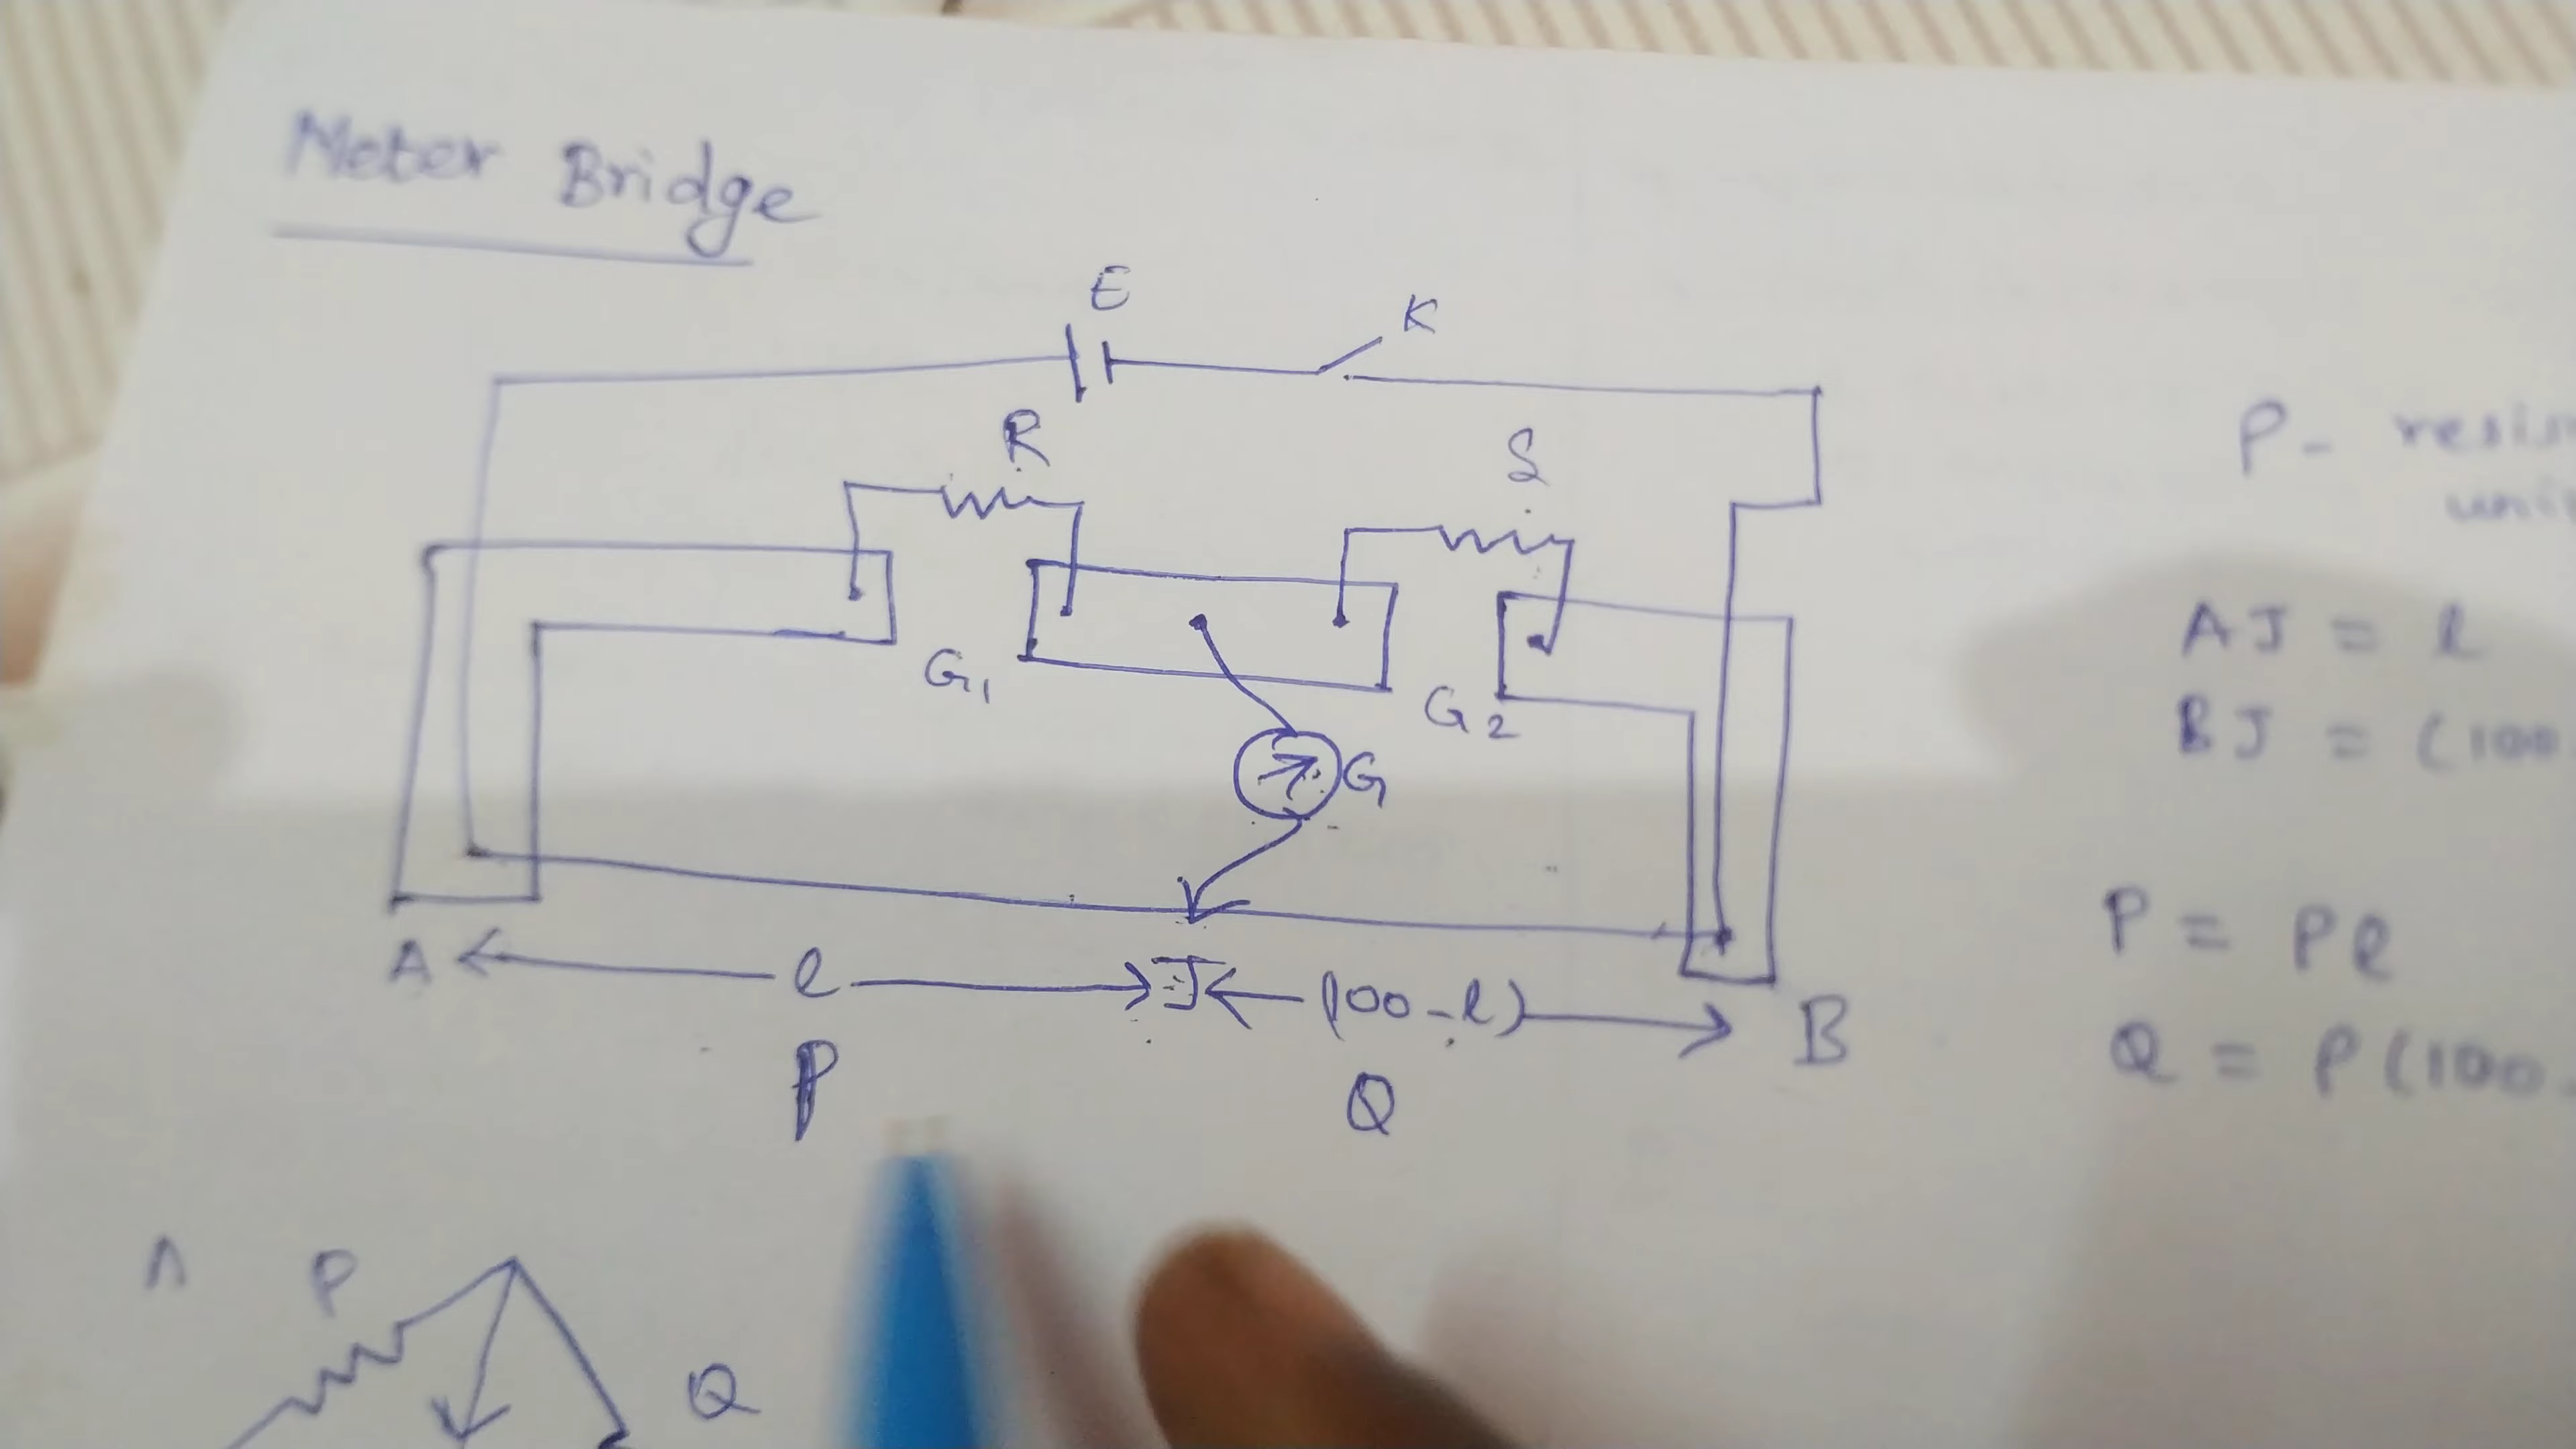 Meter Bridge
E
K
R
S
G1
G2
G
A
l
J
(100-l)
B
P
Q
P-
AJ = l
BJ = (100
P = Pl
Q = P(100-
P
Q